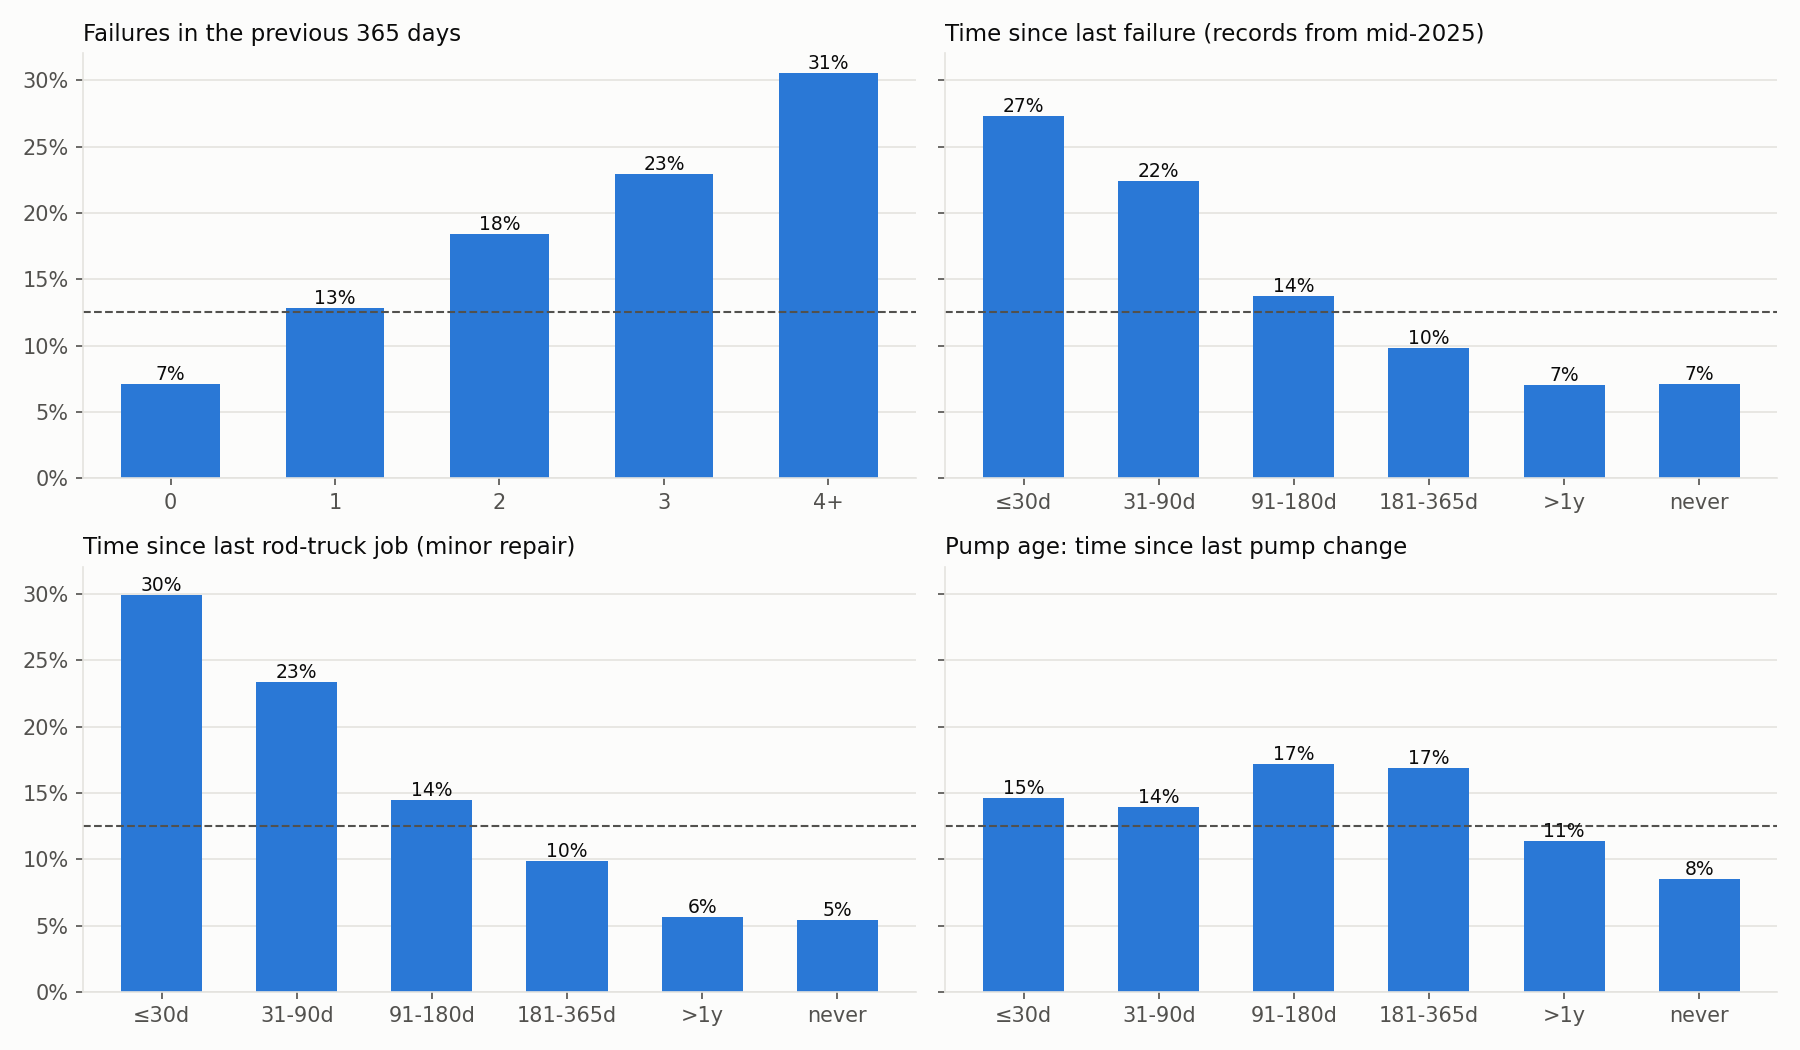 Failures in the previous 365 days
30%
25%
20%
15%
10%
5%
0%
7%
13%
18%
23%
31%
0
1
2
3
4+
Time since last failure (records from mid-2025)
27%
22%
14%
10%
7%
7%
≤30d
31-90d
91-180d
181-365d
>1y
never
Time since last rod-truck job (minor repair)
30%
25%
20%
15%
10%
5%
0%
30%
23%
14%
10%
6%
5%
≤30d
31-90d
91-180d
181-365d
>1y
never
Pump age: time since last pump change
15%
14%
17%
17%
11%
8%
≤30d
31-90d
91-180d
181-365d
>1y
never